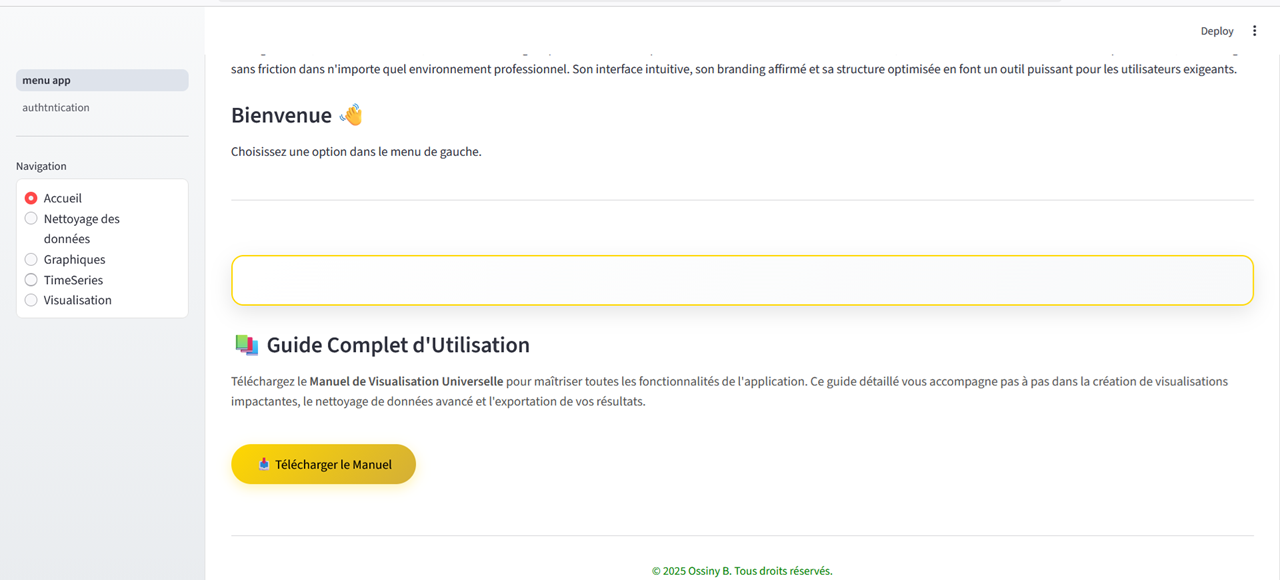 Deploy
menu app
authtntication
Navigation
Accueil
Nettoyage des
données
Graphiques
TimeSeries
Visualisation
sans friction dans n'importe quel environnement professionnel. Son interface intuitive, son branding affirmé et sa structure optimisée en font un outil puissant pour les utilisateurs exigeants.
Bienvenue 👋
Choisissez une option dans le menu de gauche.
📚 Guide Complet d'Utilisation
Téléchargez le Manuel de Visualisation Universelle pour maîtriser toutes les fonctionnalités de l'application. Ce guide détaillé vous accompagne pas à pas dans la création de visualisations
impactantes, le nettoyage de données avancé et l'exportation de vos résultats.
📥 Télécharger le Manuel
© 2025 Ossiny B. Tous droits réservés.